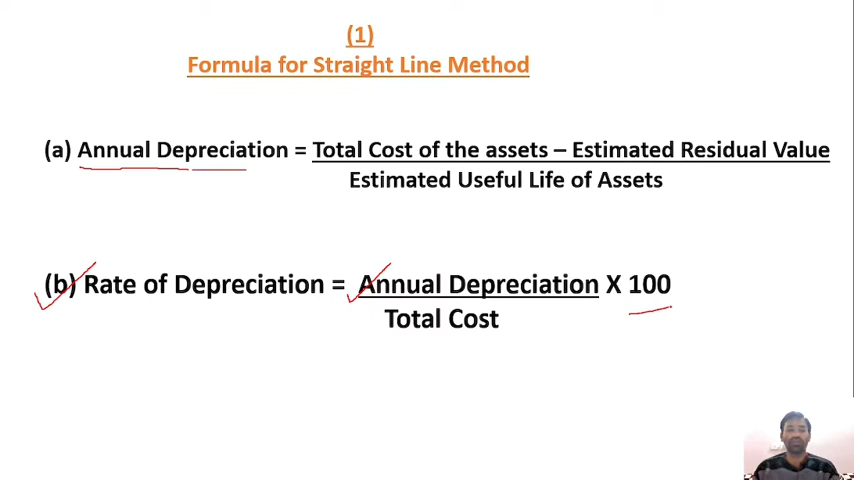 (1)
Formula for Straight Line Method
(a) Annual Depreciation = Total Cost of the assets – Estimated Residual Value
Estimated Useful Life of Assets
(b) Rate of Depreciation = Annual Depreciation X 100
Total Cost